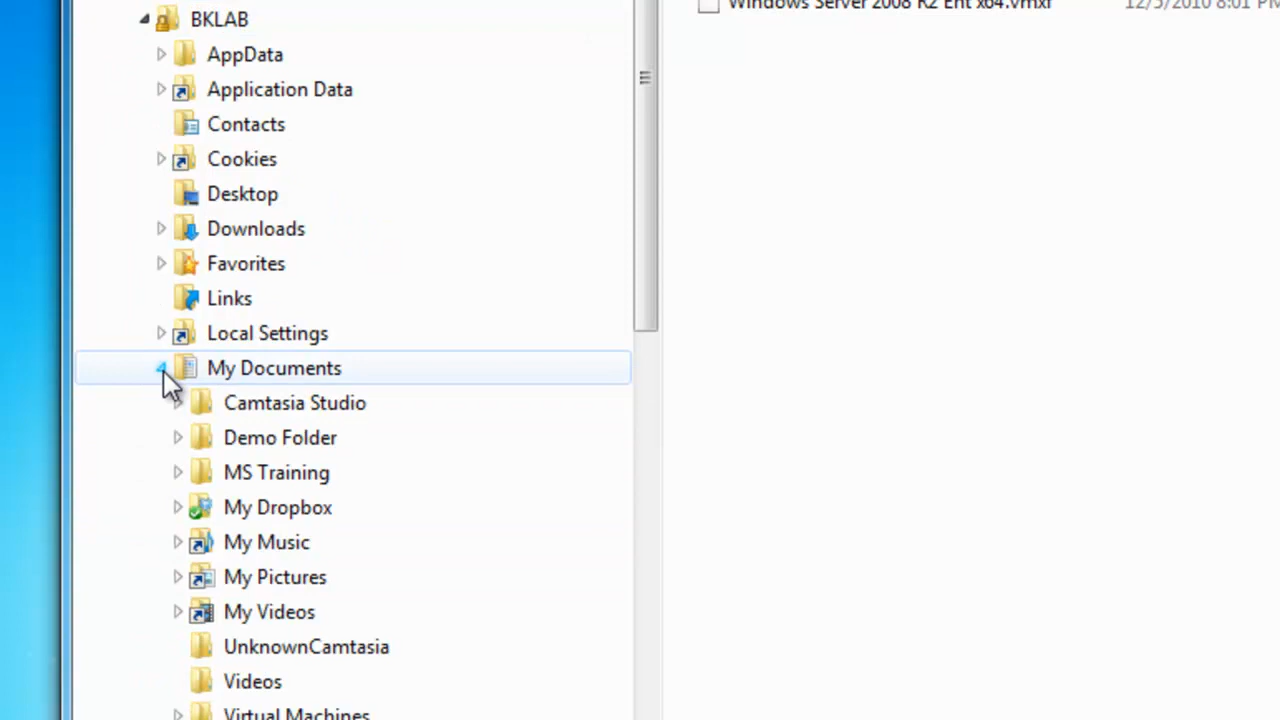 BKLAB
Windows Server 2008 R2 Ent x64.vmxf 12/5/2010 8:01 PM
AppData
Application Data
Contacts
Cookies
Desktop
Downloads
Favorites
Links
Local Settings
My Documents
Camtasia Studio
Demo Folder
MS Training
My Dropbox
My Music
My Pictures
My Videos
UnknownCamtasia
Videos
Virtual Machines